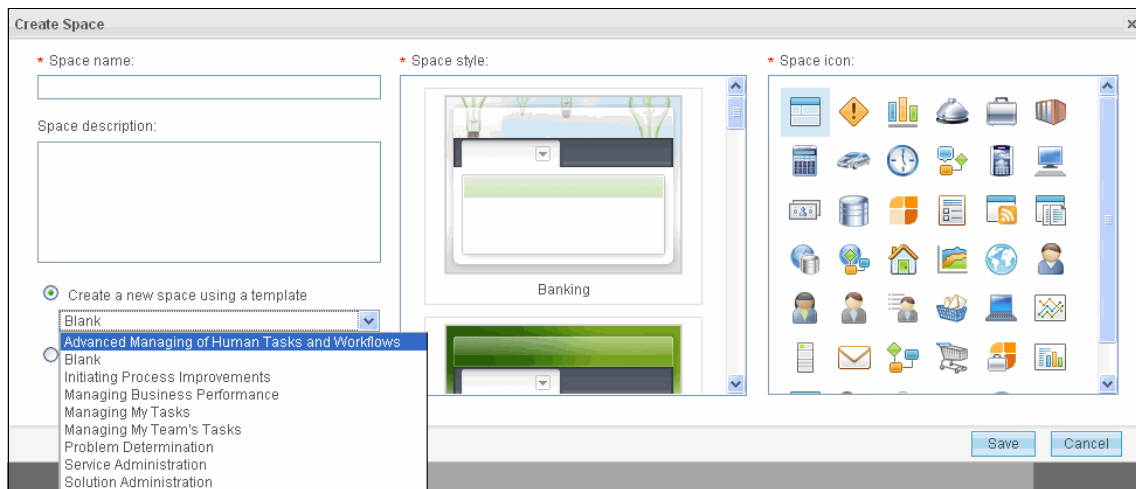 Create Space
* Space name:
Space description:
Create a new space using a template
Blank
Advanced Managing of Human Tasks and Workflows
Blank
Initiating Process Improvements
Managing Business Performance
Managing My Tasks
Managing My Team's Tasks
Problem Determination
Service Administration
Solution Administration
* Space style:
Banking
* Space icon:
Save
Cancel